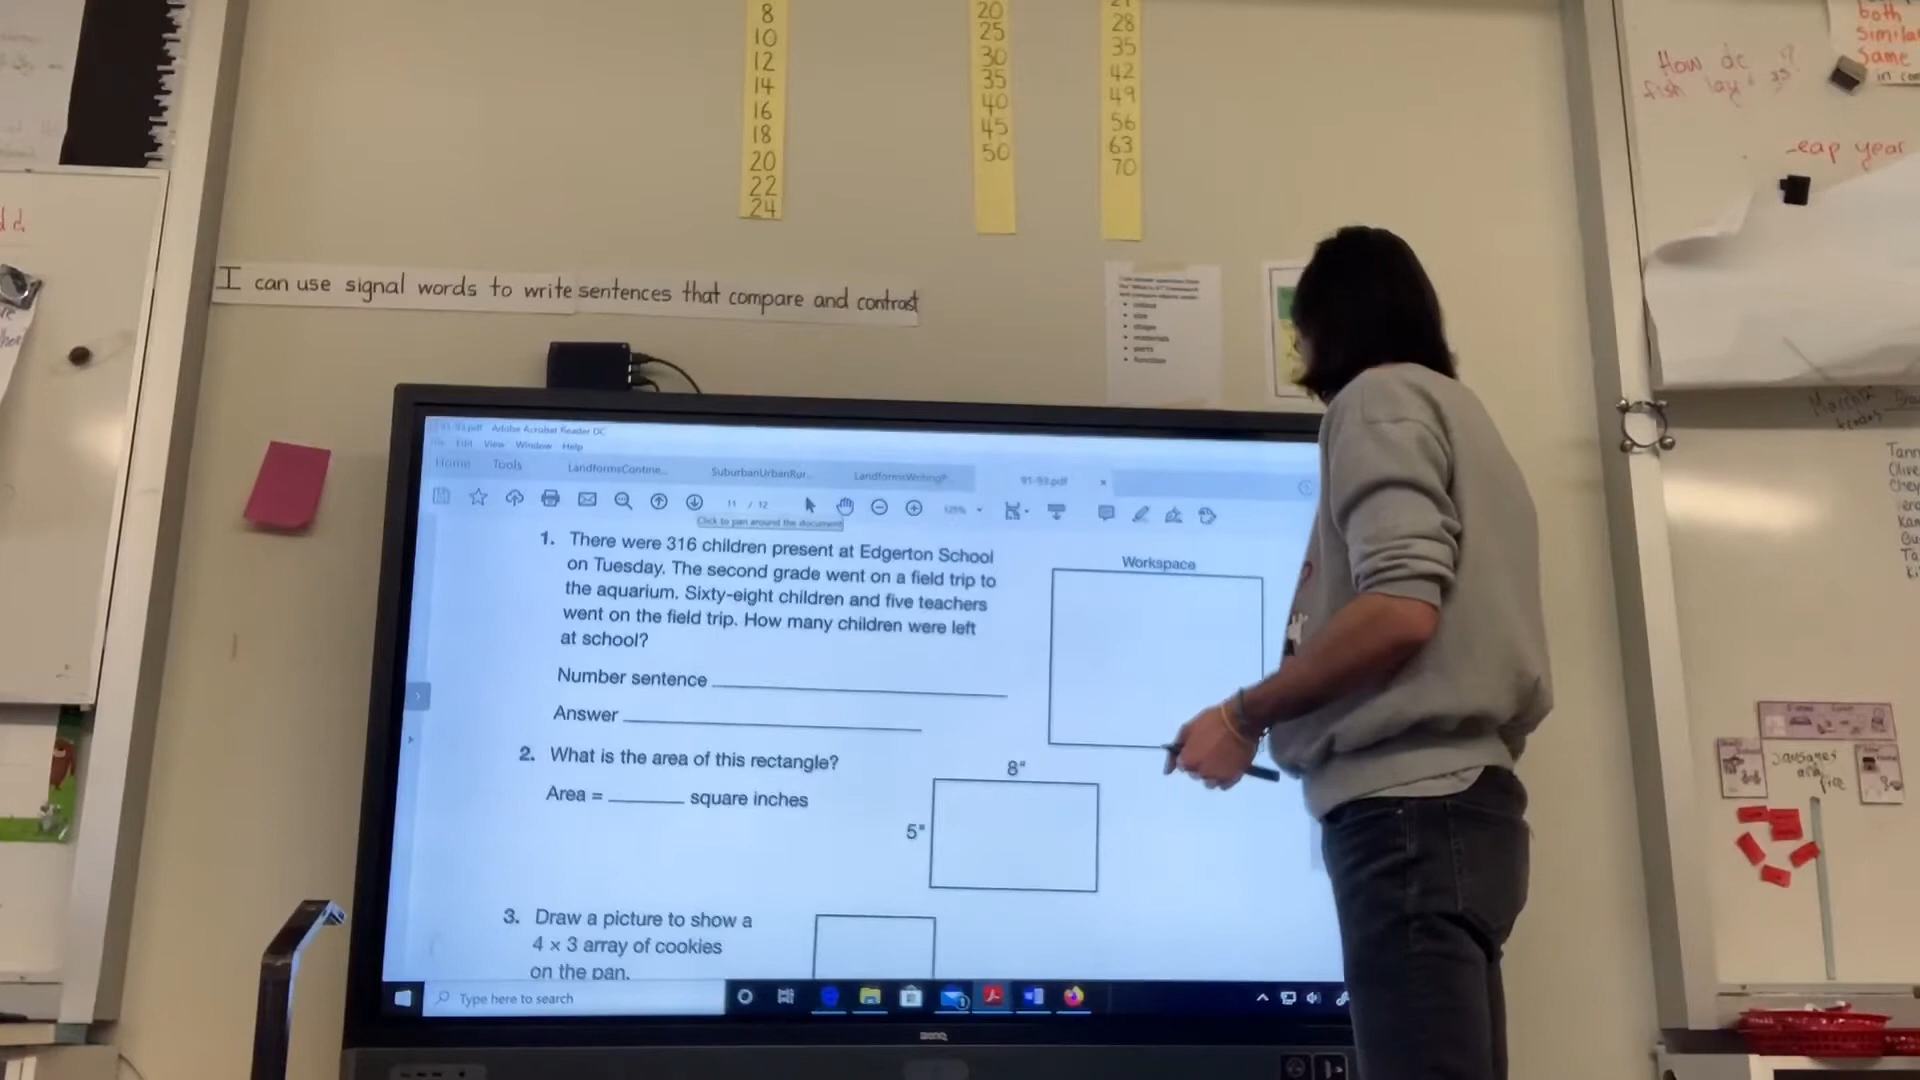 8
10
12
14
16
18
20
22
24
20
25
30
35
40
45
50
21
28
35
42
49
56
63
70
both
Same
How do
fish lay
year
I can use signal words to write sentences that compare and contrast
91-93.pdf Adobe Acrobat Reader DC
Edit View Window Help
Home Tools LandformsContine... SuburbanUrbanRur... LandformsWriting 91-93.pdf
11 / 12 125%
Click to pan around the document
1. There were 316 children present at Edgerton School
on Tuesday. The second grade went on a field trip to
the aquarium. Sixty-eight children and five teachers
went on the field trip. How many children were left
at school?
Number sentence
Answer
Workspace
2. What is the area of this rectangle?
Area = ______ square inches
8"
5"
3. Draw a picture to show a
4 × 3 array of cookies
on the pan.
Type here to search
BenQ